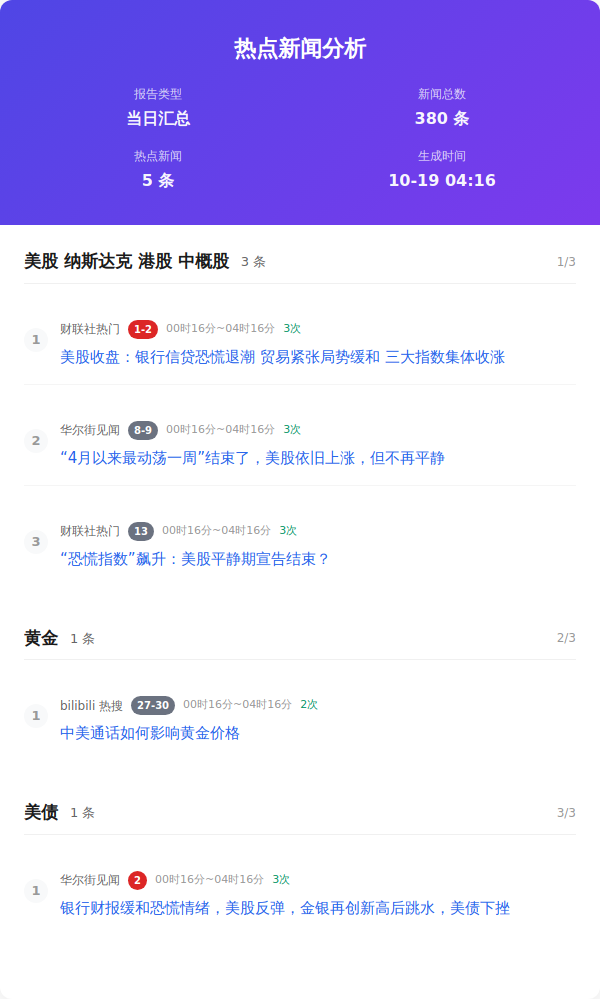 热点新闻分析
报告类型
新闻总数
当日汇总
380 条
热点新闻
生成时间
5 条
10-19 04:16
美股 纳斯达克 港股 中概股 3 条 1/3
财联社热门 1-2 00时16分~04时16分 3次
1
美股收盘：银行信贷恐慌退潮 贸易紧张局势缓和 三大指数集体收涨
华尔街见闻 8-9 00时16分~04时16分 3次
2
“4月以来最动荡一周”结束了，美股依旧上涨，但不再平静
财联社热门 13 00时16分~04时16分 3次
3
“恐慌指数”飙升：美股平静期宣告结束？
黄金 1 条 2/3
bilibili 热搜 27-30 00时16分~04时16分 2次
1
中美通话如何影响黄金价格
美债 1 条 3/3
华尔街见闻 2 00时16分~04时16分 3次
1
银行财报缓和恐慌情绪，美股反弹，金银再创新高后跳水，美债下挫